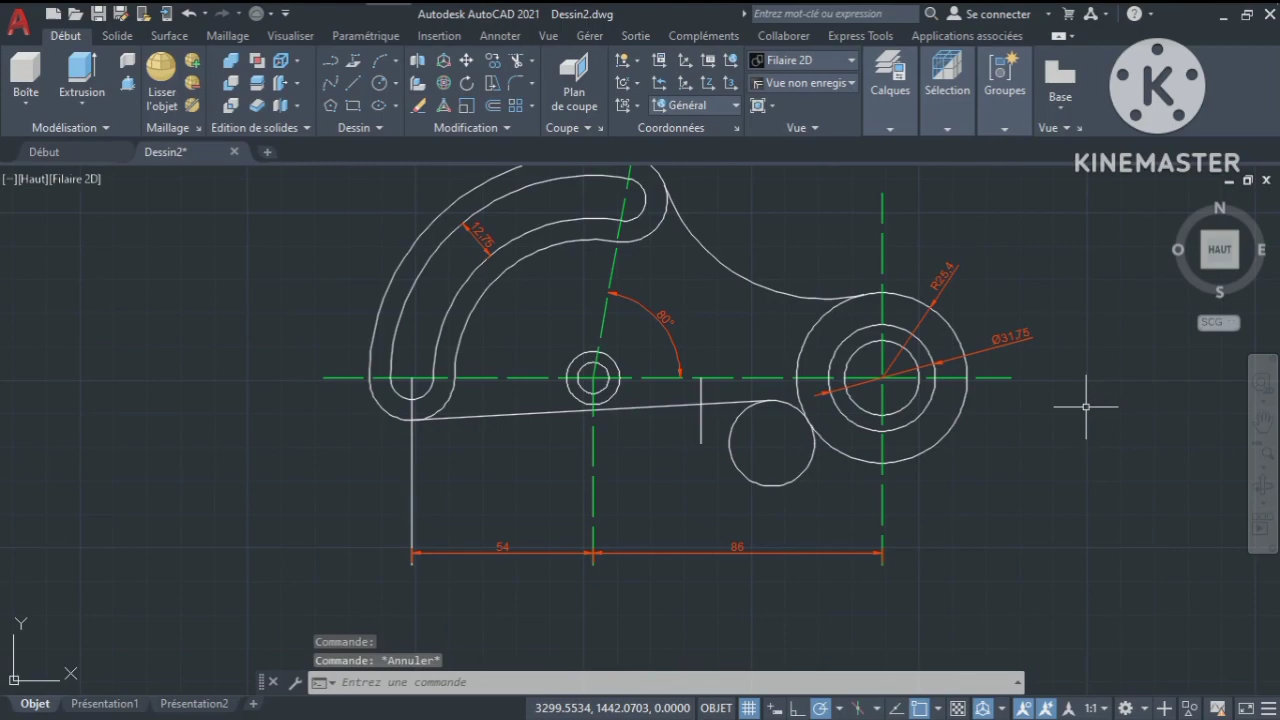 Autodesk AutoCAD 2021 Dessin2.dwg
Entrez mot-clé ou expression
Se connecter
Début Solide Surface Maillage Visualiser Paramétrique Insertion Annoter Vue Gérer Sortie Compléments Collaborer Express Tools Applications associées
Filaire 2D
Vue non enregis
Général
Boîte
Extrusion
Lisser
l'objet
Plan
de coupe
Calques
Sélection
Groupes
Base
Modélisation
Maillage
Edition de solides
Dessin
Modification
Coupe
Coordonnées
Vue
Vue
K
KINEMASTER
Début
Dessin2*
[−][Haut][Filaire 2D]
N
O
HAUT
E
S
SCG
12,75
80°
R25,4
Ø31,75
54
86
Y
X
Commande:
Commande: *Annuler*
Entrez une commande
Objet Présentation1 Présentation2
3299.5534, 1442.0703, 0.0000 OBJET
1:1